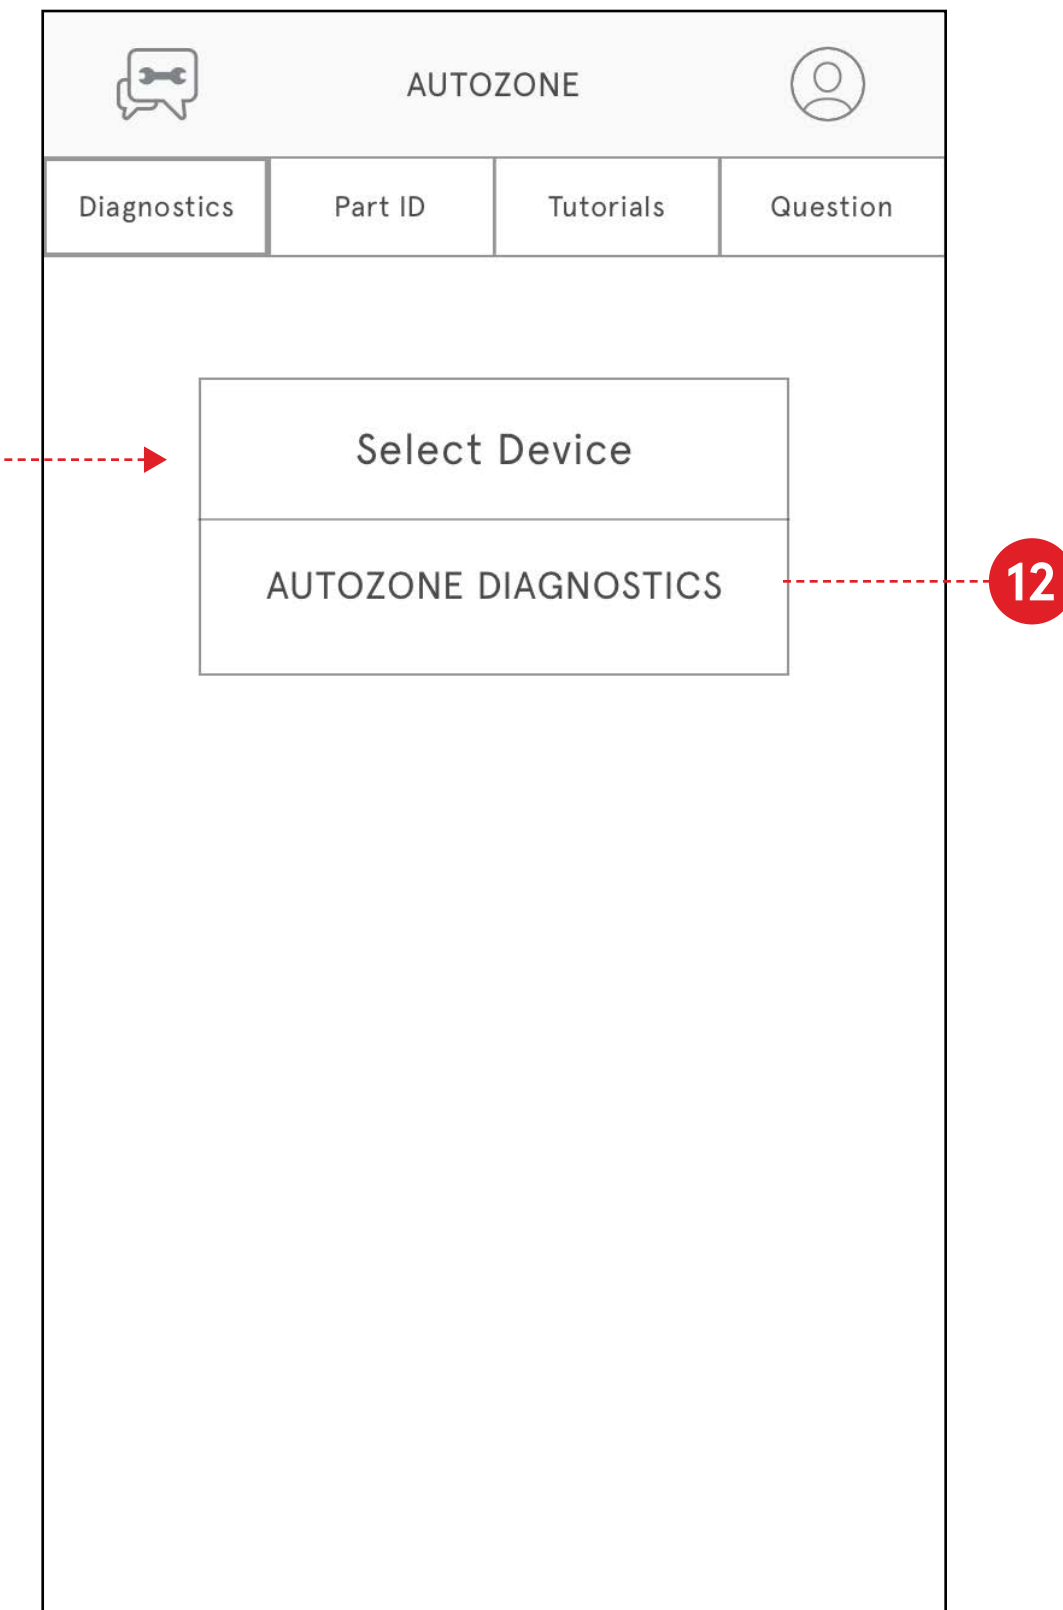 AUTOZONE
Diagnostics Part ID Tutorials Question
Select Device
AUTOZONE DIAGNOSTICS
12